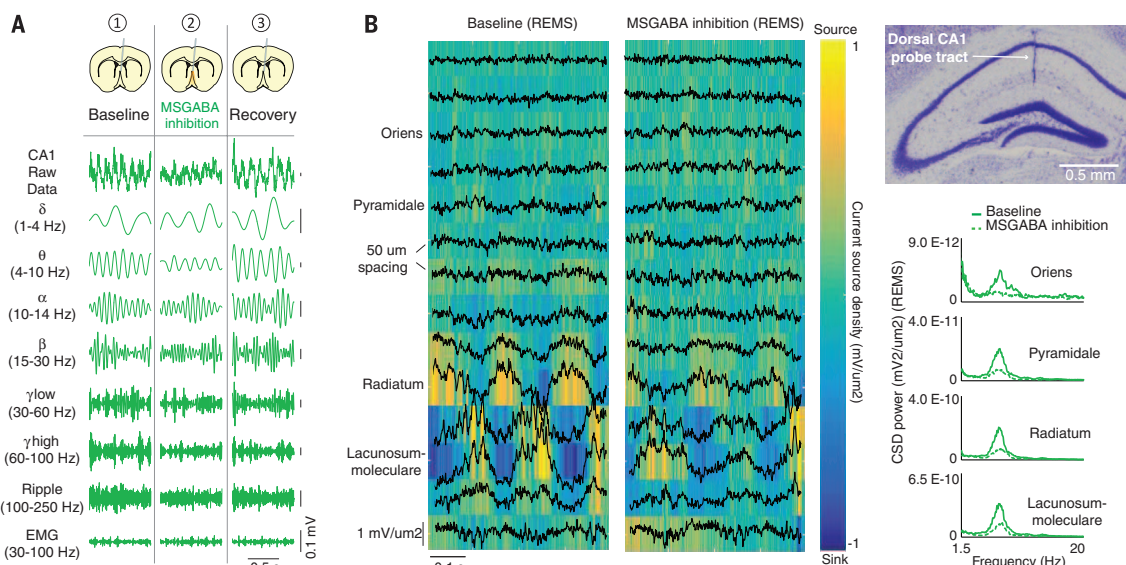 A
①
②
③
Baseline
MSGABA
inhibition
Recovery
CA1
Raw
Data
δ
(1-4 Hz)
θ
(4-10 Hz)
α
(10-14 Hz)
β
(15-30 Hz)
γlow
(30-60 Hz)
γhigh
(60-100 Hz)
Ripple
(100-250 Hz)
EMG
(30-100 Hz)
0.1 mV
B
Baseline (REMS)
MSGABA inhibition (REMS)
Oriens
Pyramidale
50 um
spacing
Radiatum
Lacunosum-
moleculare
1 mV/um2
Source
1
Current source density (mV/um2)
-1
Sink
Dorsal CA1
probe tract
0.5 mm
Baseline
MSGABA inhibition
CSD power (mV2/um2) (REMS)
9.0 E-12
Oriens
0
4.0 E-11
Pyramidale
0
4.0 E-10
Radiatum
0
6.5 E-10
Lacunosum-
moleculare
0
1.5
20
Frequency (Hz)